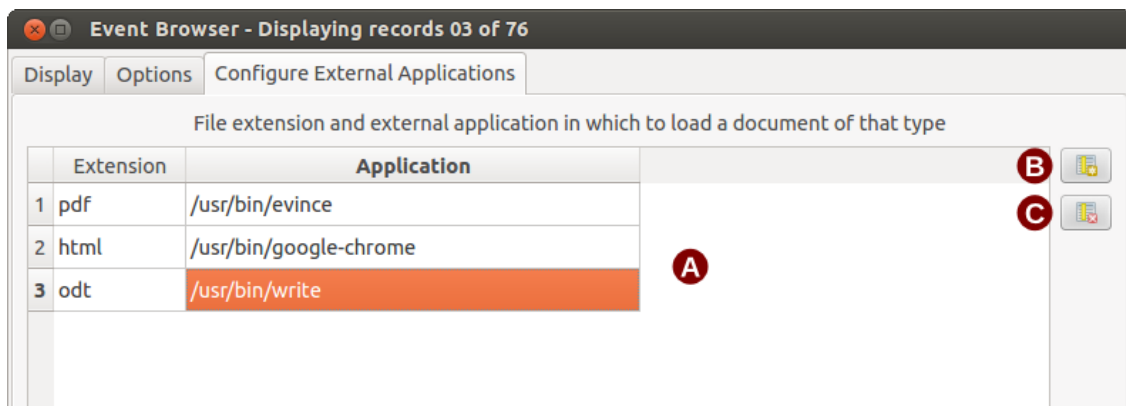 Event Browser - Displaying records 03 of 76
Display Options Configure External Applications
File extension and external application in which to load a document of that type
Extension Application B
1 pdf /usr/bin/evince C
2 html /usr/bin/google-chrome A
3 odt /usr/bin/write